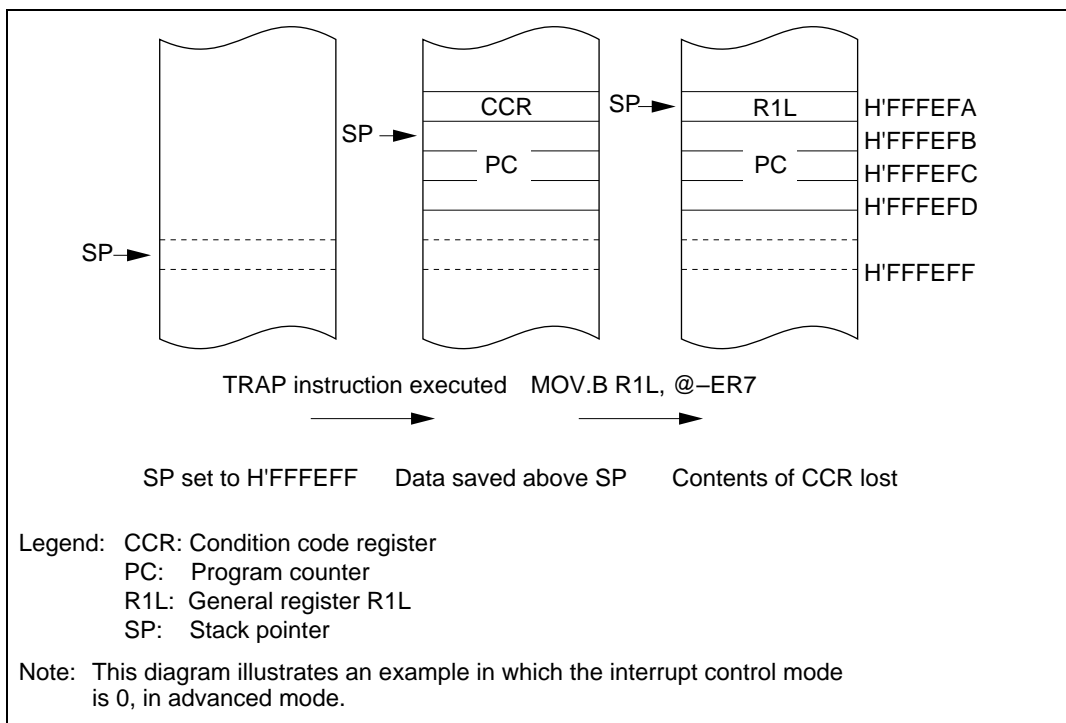 CCR
SP
R1L
H'FFFEFA
SP
H'FFFEFB
PC
PC
H'FFFEFC
H'FFFEFD
SP
H'FFFEFF
TRAP instruction executed
MOV.B R1L, @–ER7
SP set to H'FFFEFF
Data saved above SP
Contents of CCR lost
Legend: CCR: Condition code register
PC: Program counter
R1L: General register R1L
SP: Stack pointer
Note: This diagram illustrates an example in which the interrupt control mode
is 0, in advanced mode.